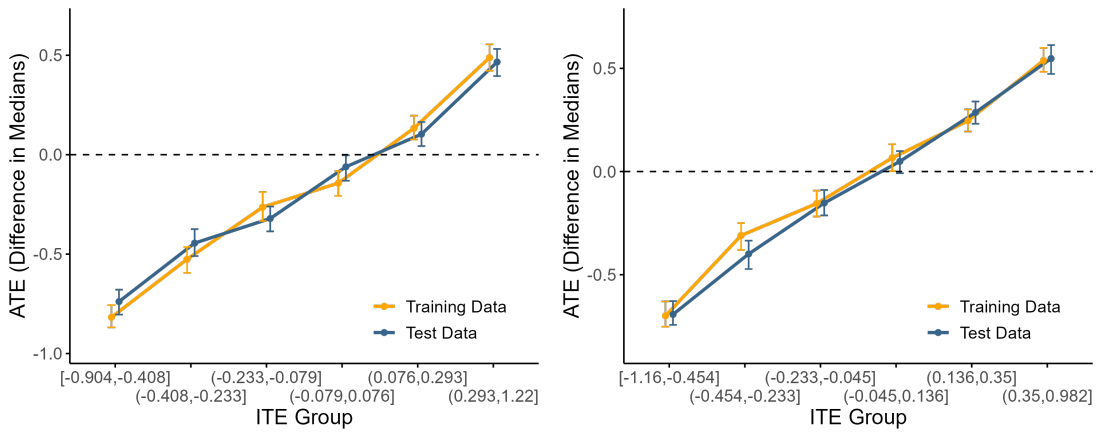 ATE (Difference in Medians)
0.5
0.0
-0.5
-1.0
Training Data
Test Data
[-0.904,-0.408]
(-0.408,-0.233]
(-0.233,-0.079]
(-0.079,0.076]
(0.076,0.293]
(0.293,1.22]
ITE Group
ATE (Difference in Medians)
0.5
0.0
-0.5
Training Data
Test Data
[-1.16,-0.454]
(-0.454,-0.233]
(-0.233,-0.045]
(-0.045,0.136]
(0.136,0.35]
(0.35,0.982]
ITE Group